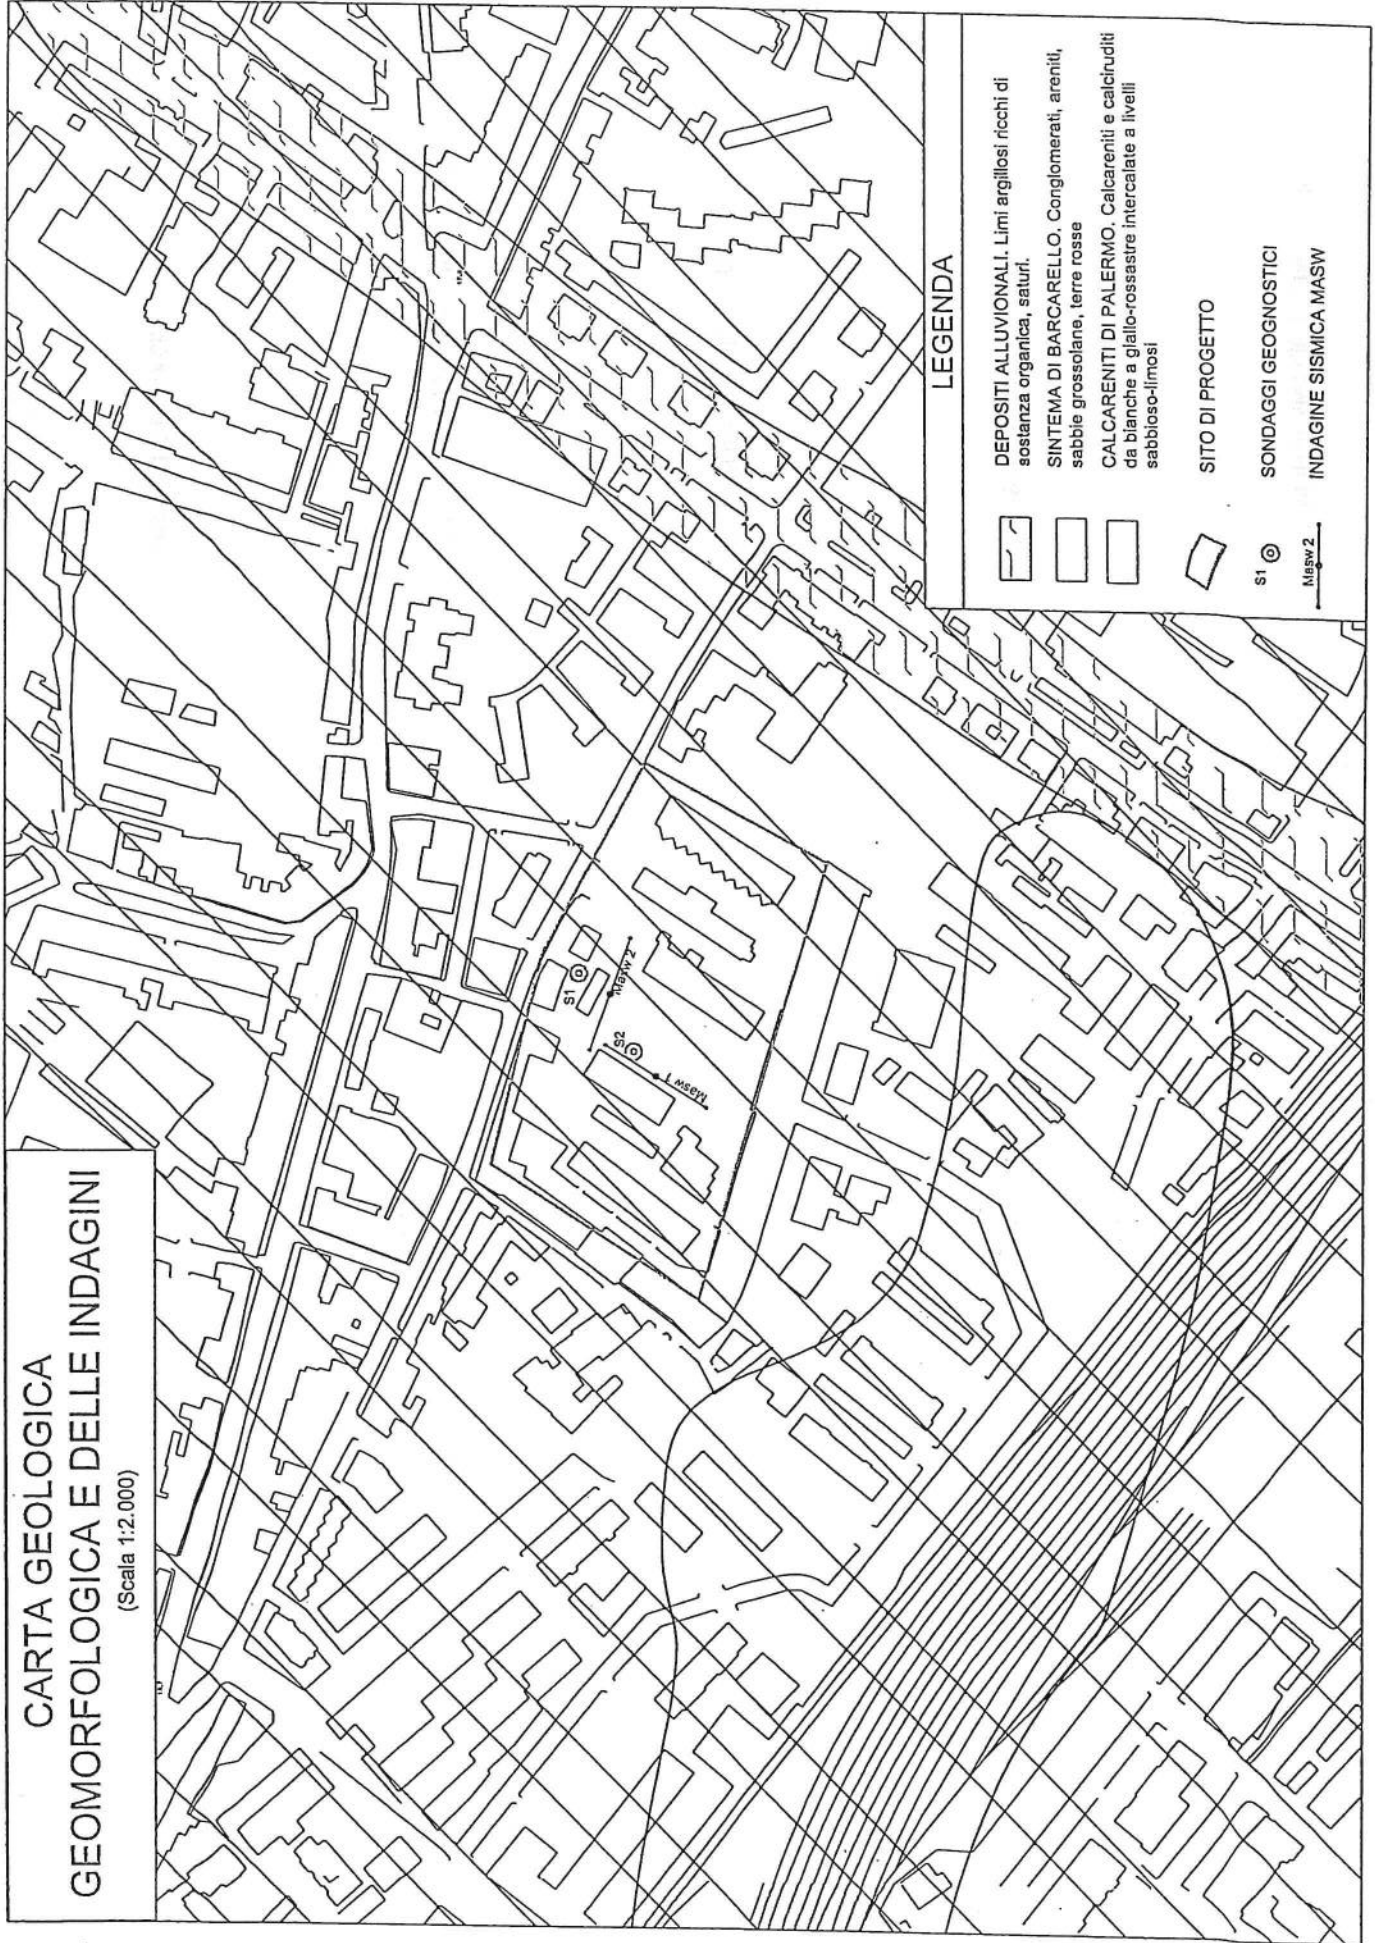 CARTA GEOLOGICA
GEOMORFOLOGICA E DELLE INDAGINI
(Scala 1:2.000)
S1
Masw 2
S2
Masw 1
LEGENDA
DEPOSITI ALLUVIONALI. Limi argillosi ricchi di
sostanza organica, saturi.
SINTEMA DI BARCARELLO. Conglomerati, areniti,
sabbie grossolane, terre rosse
CALCARENITI DI PALERMO. Calcareniti e calciruditi
da bianche a giallo-rossastre intercalate a livelli
sabbioso-limosi
SITO DI PROGETTO
S1
SONDAGGI GEOGNOSTICI
Masw 2
INDAGINE SISMICA MASW